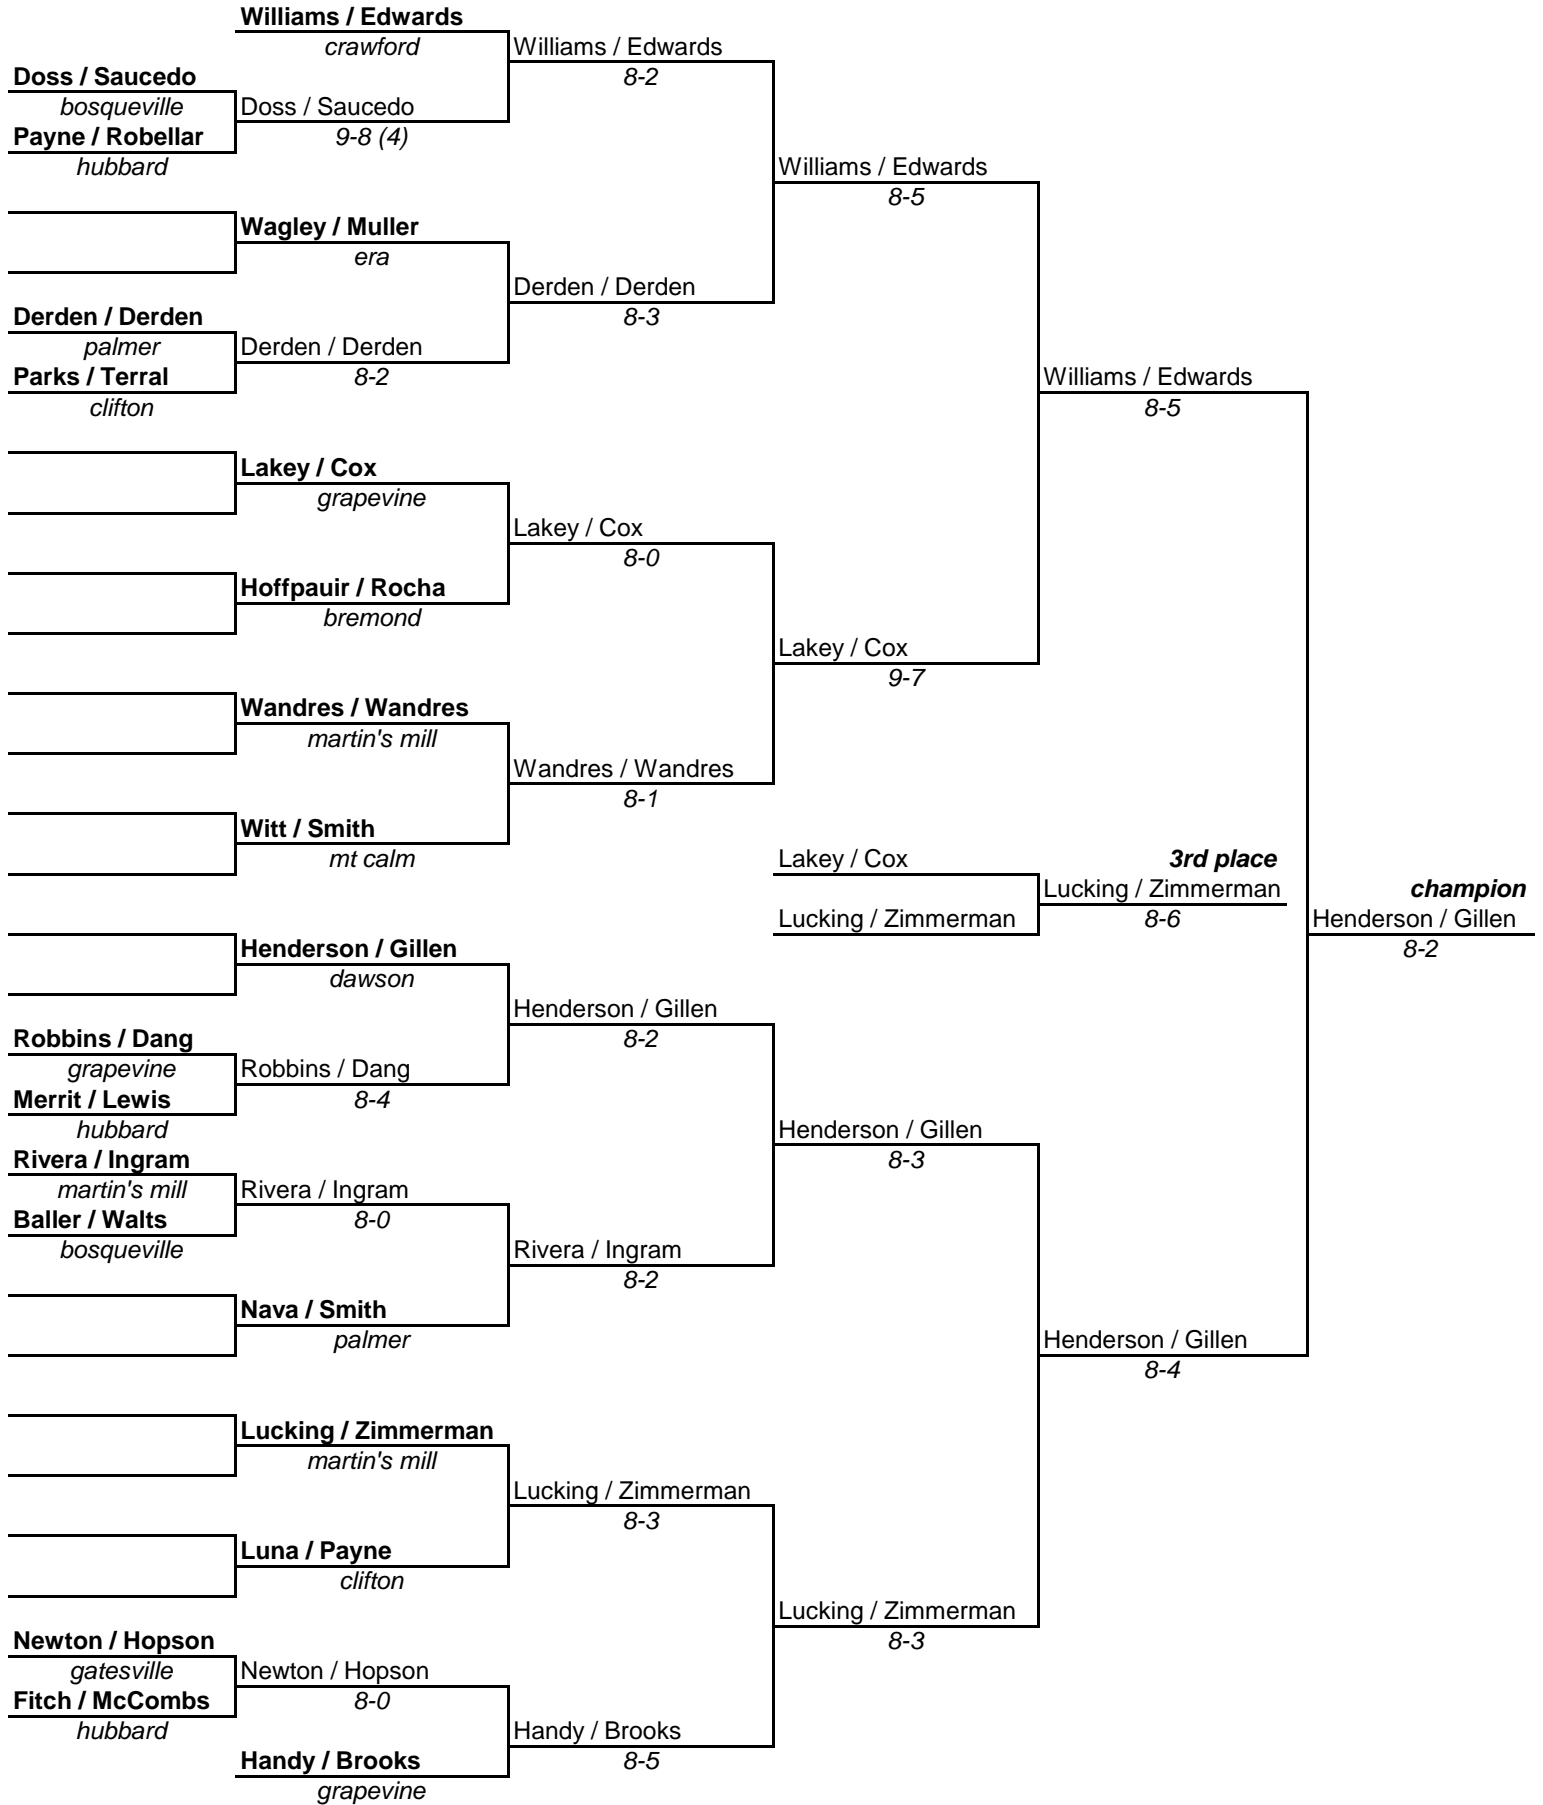 Williams / Edwards
crawford
Williams / Edwards
Doss / Saucedo
8-2
bosqueville
Doss / Saucedo
Payne / Robellar
9-8 (4)
hubbard
Williams / Edwards
8-5
Wagley / Muller
era
Derden / Derden
Derden / Derden
8-3
palmer
Derden / Derden
Parks / Terral
8-2
Williams / Edwards
clifton
8-5
Lakey / Cox
grapevine
Lakey / Cox
8-0
Hoffpauir / Rocha
bremond
Lakey / Cox
9-7
Wandres / Wandres
martin's mill
Wandres / Wandres
8-1
Witt / Smith
mt calm
Lakey / Cox
3rd place
Lucking / Zimmerman
champion
Lucking / Zimmerman
8-6
Henderson / Gillen
8-2
Henderson / Gillen
dawson
Henderson / Gillen
Robbins / Dang
8-2
grapevine
Robbins / Dang
Merrit / Lewis
8-4
hubbard
Henderson / Gillen
Rivera / Ingram
8-3
martin's mill
Rivera / Ingram
Baller / Walts
8-0
bosqueville
Rivera / Ingram
8-2
Nava / Smith
palmer
Henderson / Gillen
8-4
Lucking / Zimmerman
martin's mill
Lucking / Zimmerman
8-3
Luna / Payne
clifton
Lucking / Zimmerman
Newton / Hopson
8-3
gatesville
Newton / Hopson
Fitch / McCombs
8-0
hubbard
Handy / Brooks
Handy / Brooks
8-5
grapevine